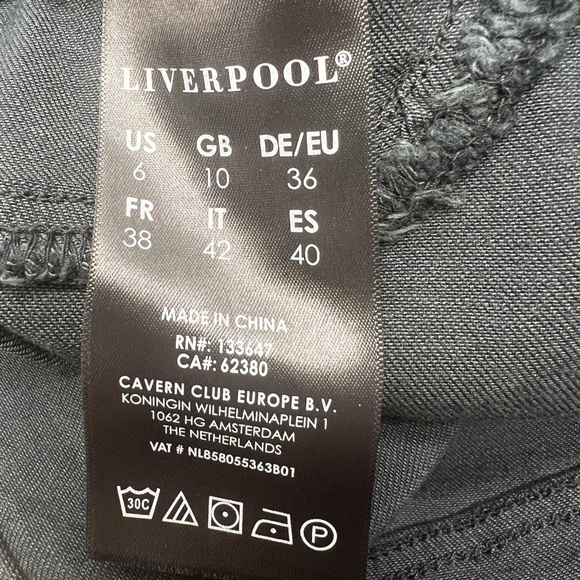 LIVERPOOL®
US GB DE/EU
6 10 36
FR IT ES
38 42 40
MADE IN CHINA
RN#: 133647
CA#: 62380
CAVERN CLUB EUROPE B.V.
KONINGIN WILHELMINAPLEIN 1
1062 HG AMSTERDAM
THE NETHERLANDS
VAT # NL858055363B01
30C P